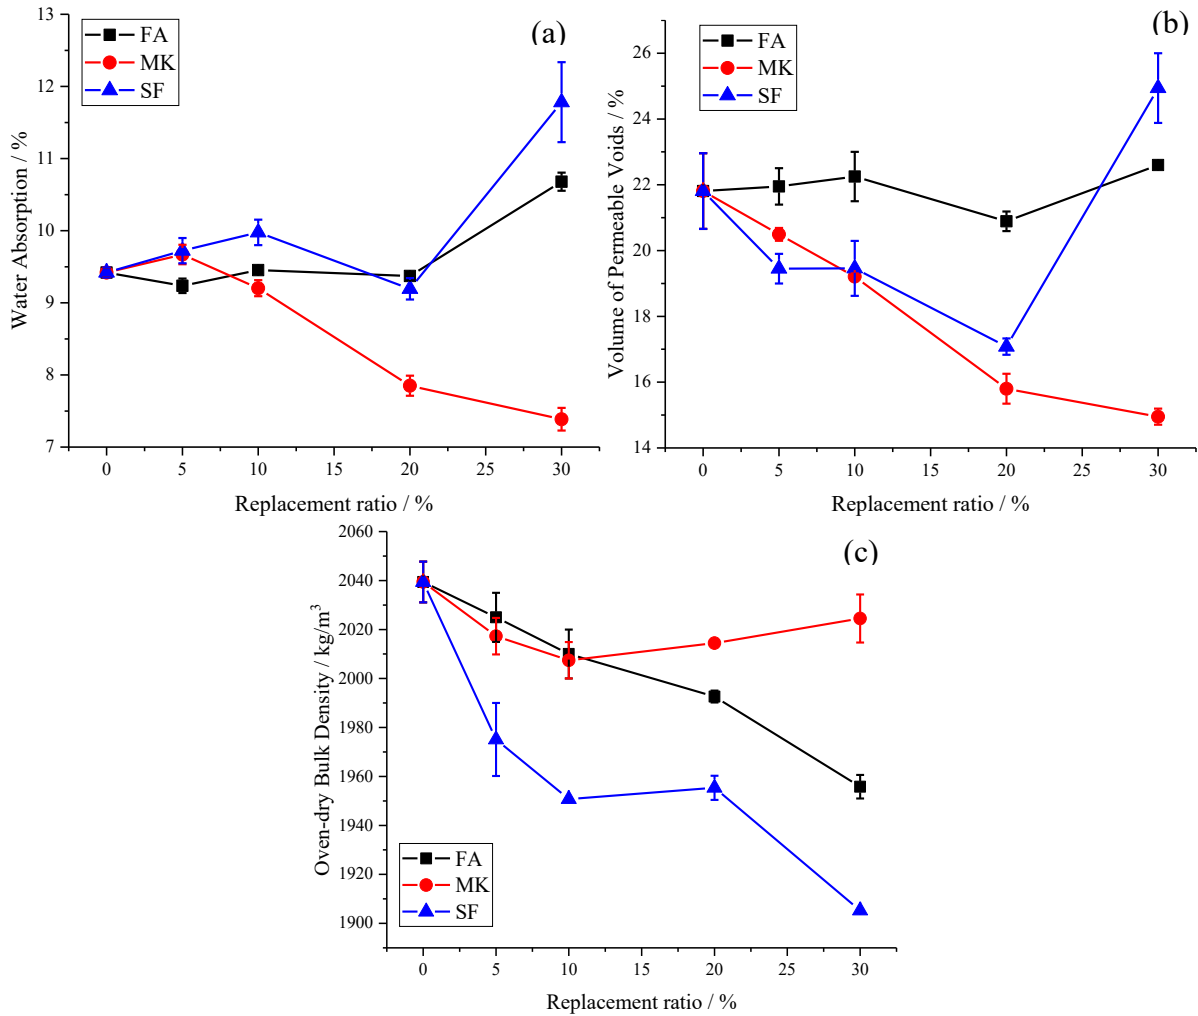 (a)
FA
MK
SF
13
12
11
10
9
8
7
Water Absorption / %
0 5 10 15 20 25 30
Replacement ratio / %
(b)
FA
MK
SF
26
24
22
20
18
16
14
Volume of Permeable Voids / %
0 5 10 15 20 25 30
Replacement ratio / %
(c)
2060
2040
2020
2000
1980
1960
1940
1920
1900
Oven-dry Bulk Density / kg/m³
FA
MK
SF
0 5 10 15 20 25 30
Replacement ratio / %